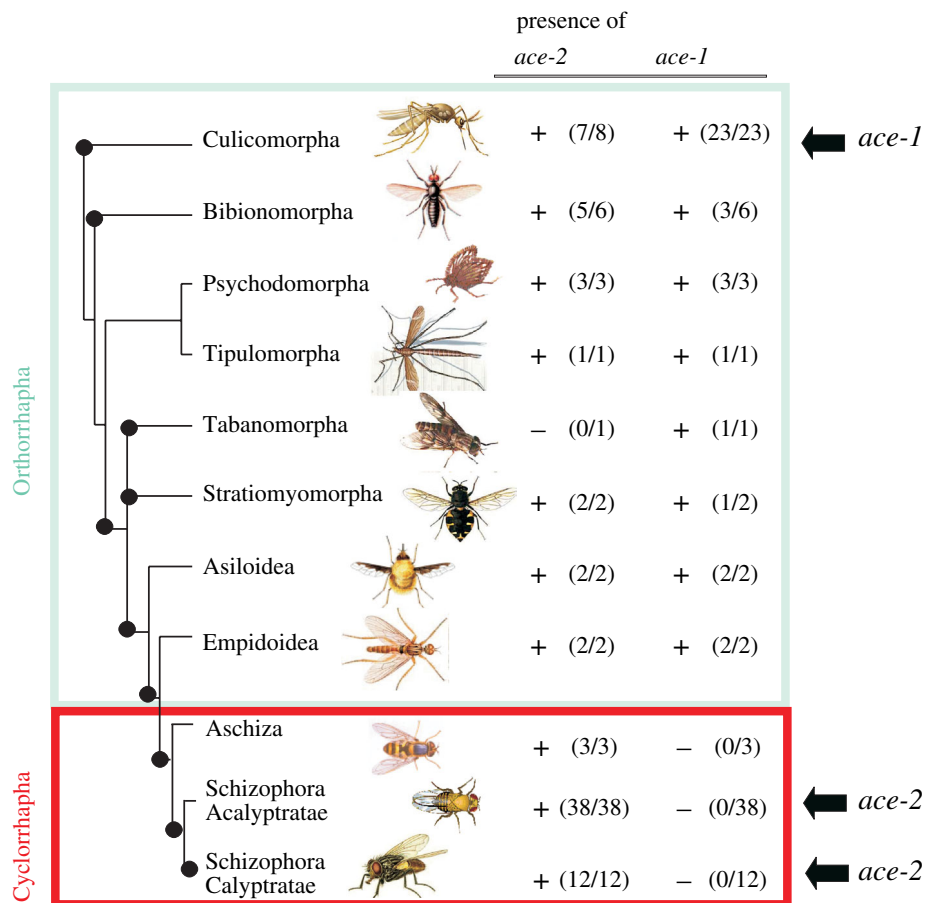 presence of
ace-2 ace-1
Culicomorpha + (7/8) + (23/23) ace-1
Bibionomorpha + (5/6) + (3/6)
Psychodomorpha + (3/3) + (3/3)
Tipulomorpha + (1/1) + (1/1)
Tabanomorpha – (0/1) + (1/1)
Stratiomyomorpha + (2/2) + (1/2)
Asiloidea + (2/2) + (2/2)
Empidoidea + (2/2) + (2/2)
Orthorrhapha
Aschiza + (3/3) – (0/3)
Schizophora
Acalyptratae + (38/38) – (0/38) ace-2
Schizophora
Calyptratae + (12/12) – (0/12) ace-2
Cyclorrhapha